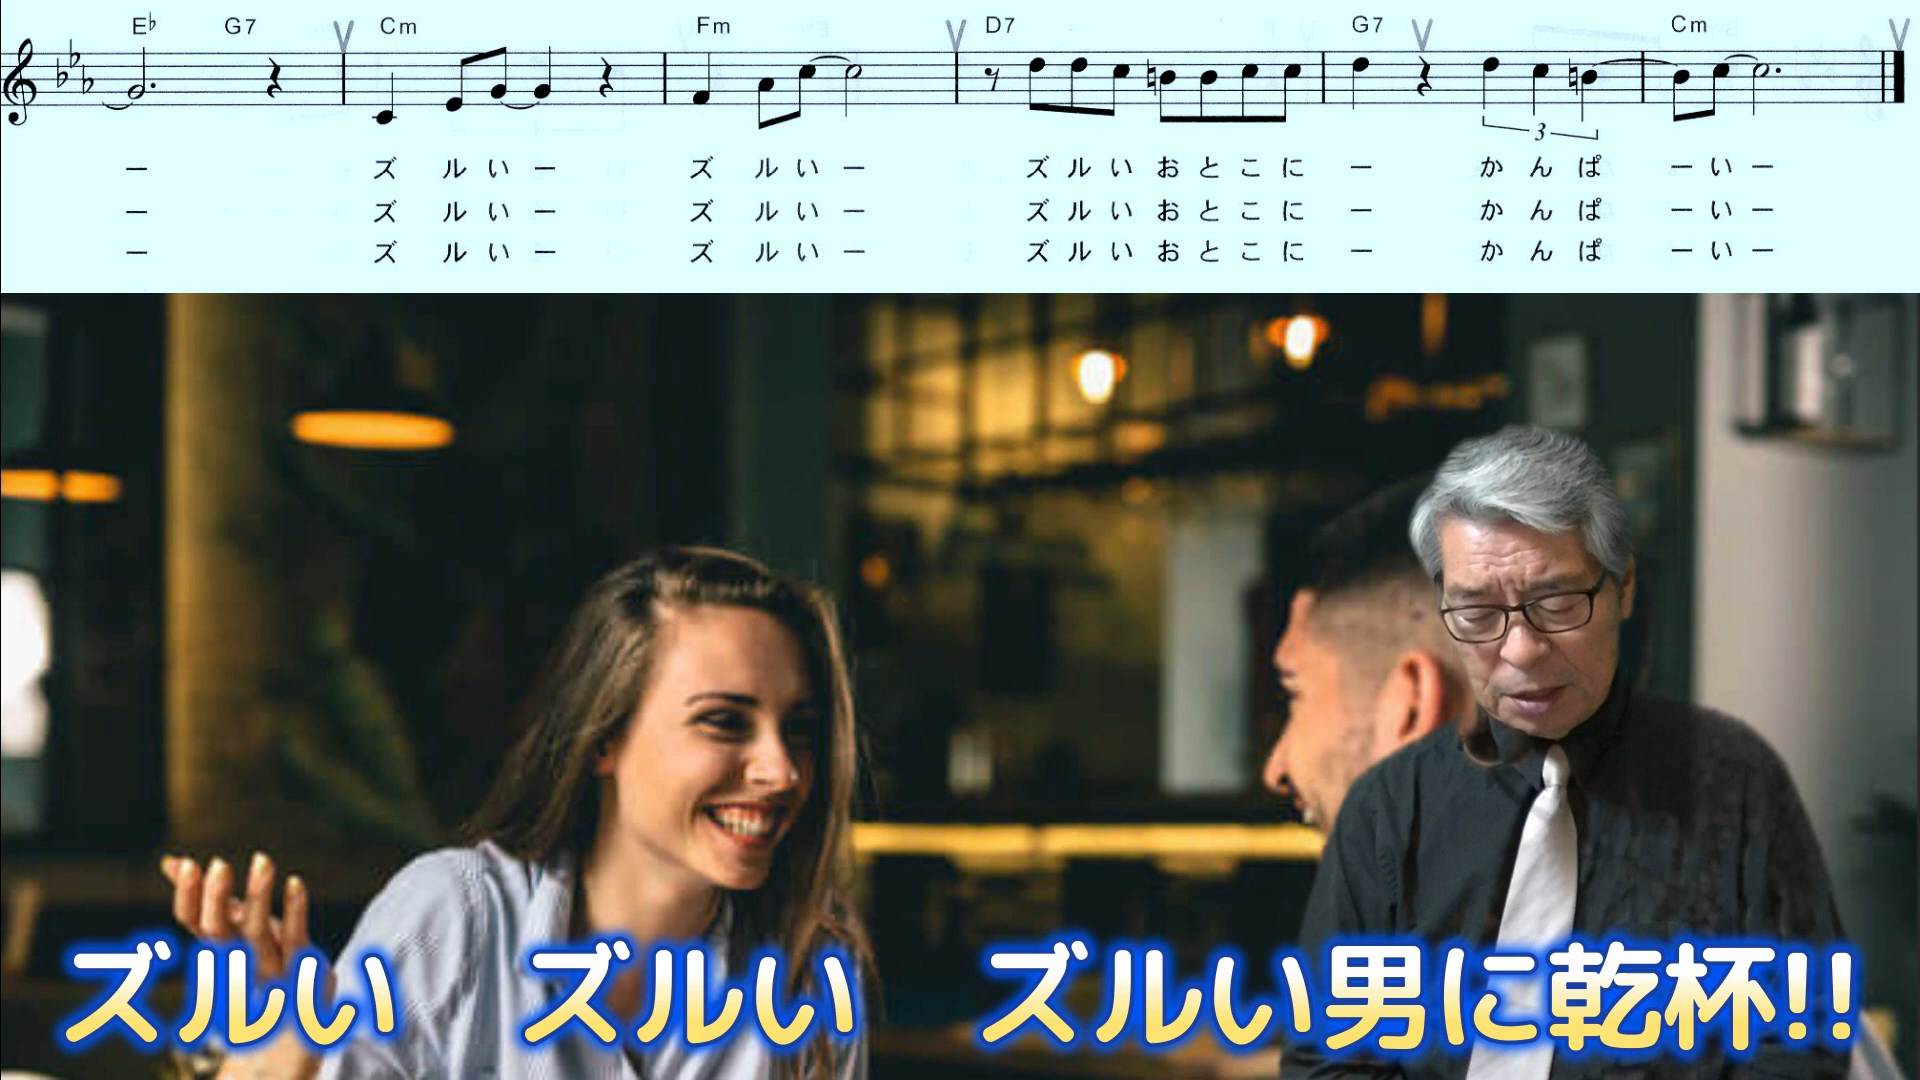 E♭ G7 Cm Fm D7 G7 Cm
ー ズ ル い ー ズ ル い ー ズ ル い お と こ に ー か ん ぱ ー い ー
ー ズ ル い ー ズ ル い ー ズ ル い お と こ に ー か ん ぱ ー い ー
ー ズ ル い ー ズ ル い ー ズ ル い お と こ に ー か ん ぱ ー い ー
3
ズルい ズルい ズルい男に乾杯!!